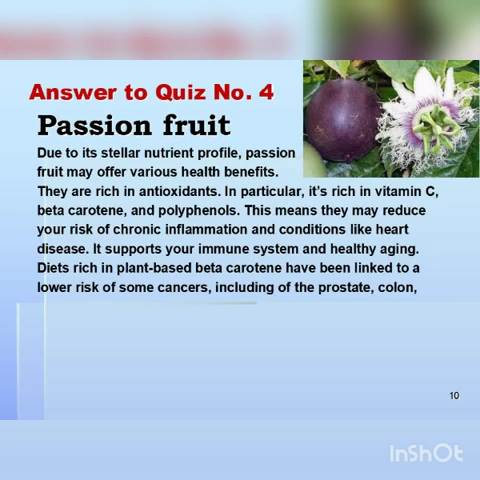 Answer to Quiz No. 4
Passion fruit
Due to its stellar nutrient profile, passion
fruit may offer various health benefits.
They are rich in antioxidants. In particular, it's rich in vitamin C,
beta carotene, and polyphenols. This means they may reduce
your risk of chronic inflammation and conditions like heart
disease. It supports your immune system and healthy aging.
Diets rich in plant-based beta carotene have been linked to a
lower risk of some cancers, including of the prostate, colon,
10
InShOt